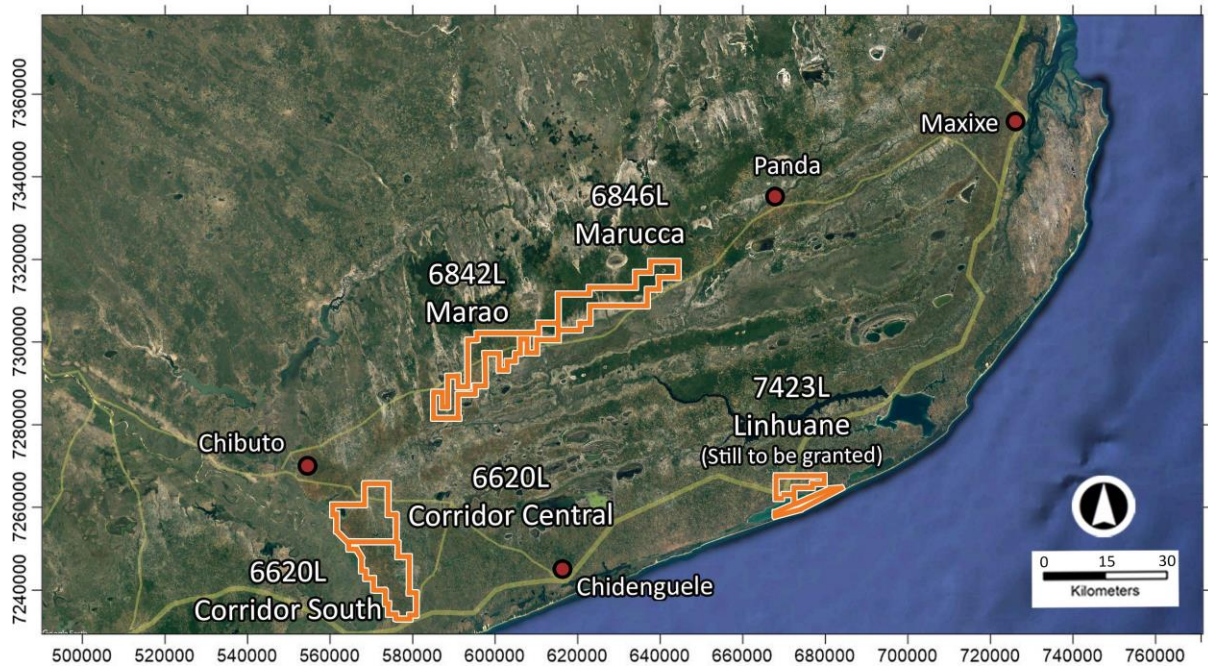 7360000
7340000
7320000
7300000
7280000
7260000
7240000
Maxixe
Panda
6846L
Marucca
6842L
Marao
7423L
Linhuane
(Still to be granted)
Chibuto
6620L
Corridor Central
6620L
Corridor South
Chidenguele
0 15 30
Kilometers
500000 520000 540000 560000 580000 600000 620000 640000 660000 680000 700000 720000 740000 760000